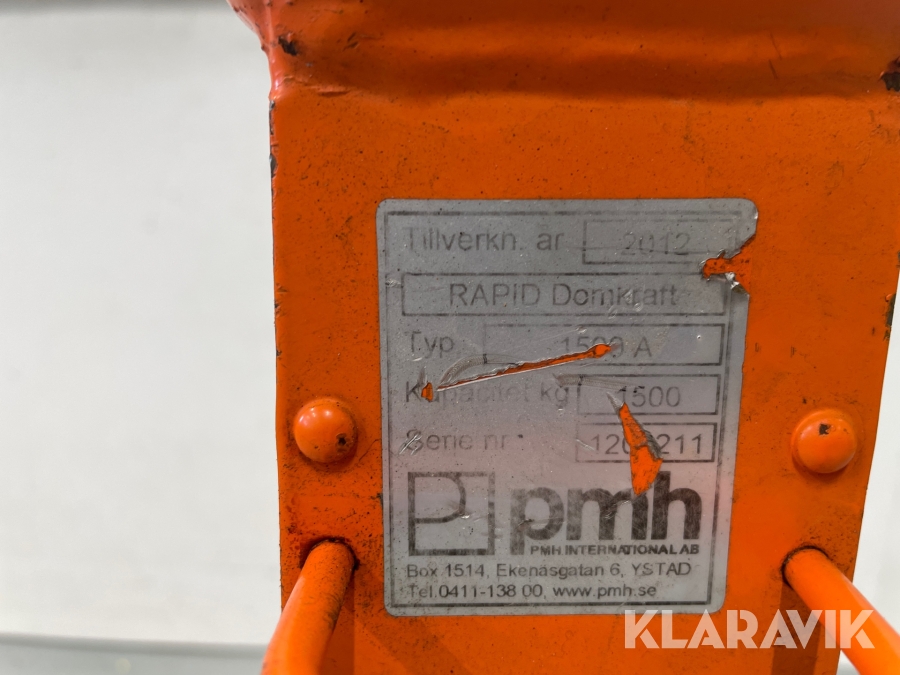 Tillverkn. år 2012
RAPID Domkraft
Typ 1500 A
Kapacitet kg 1500
Serie nr
pmh
PMH INTERNATIONAL AB
Box 1514, Ekenäsgatan 6, YSTAD
Tel.0411-138 00, www.pmh.se
KLARAVIK